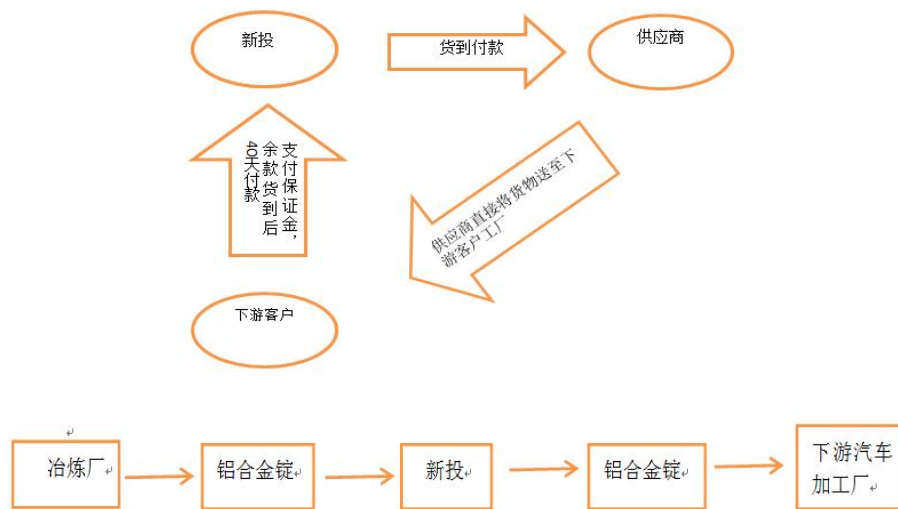 新投
货到付款
供应商
支付保证金，
余款货到后
40天付款
供应商直接将货物送至下
游客户工厂
下游客户
冶炼厂
铝合金锭
新投
铝合金锭
下游汽车
加工厂